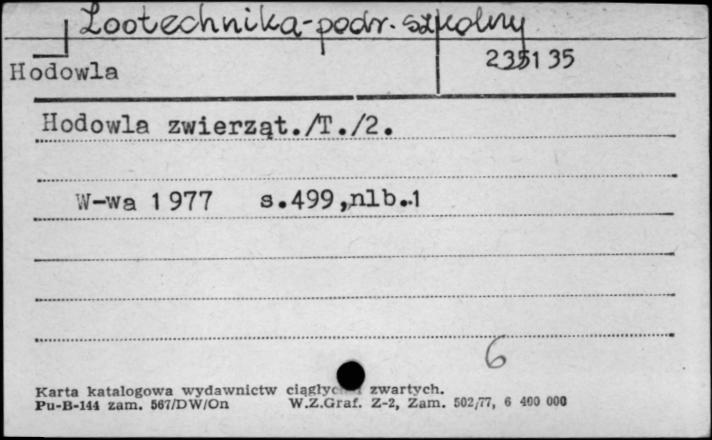 Zootechnika-podr. szkolny
Hodowla
235135
Hodowla zwierząt./T./2.
W-wa 1977 s.499,nlb.1
6
Karta katalogowa wydawnictw ciągłych zwartych.
Pu-B-144 zam. 567/DW/On W.Z.Graf. Z-2, Zam. 502/77, 6 400 000